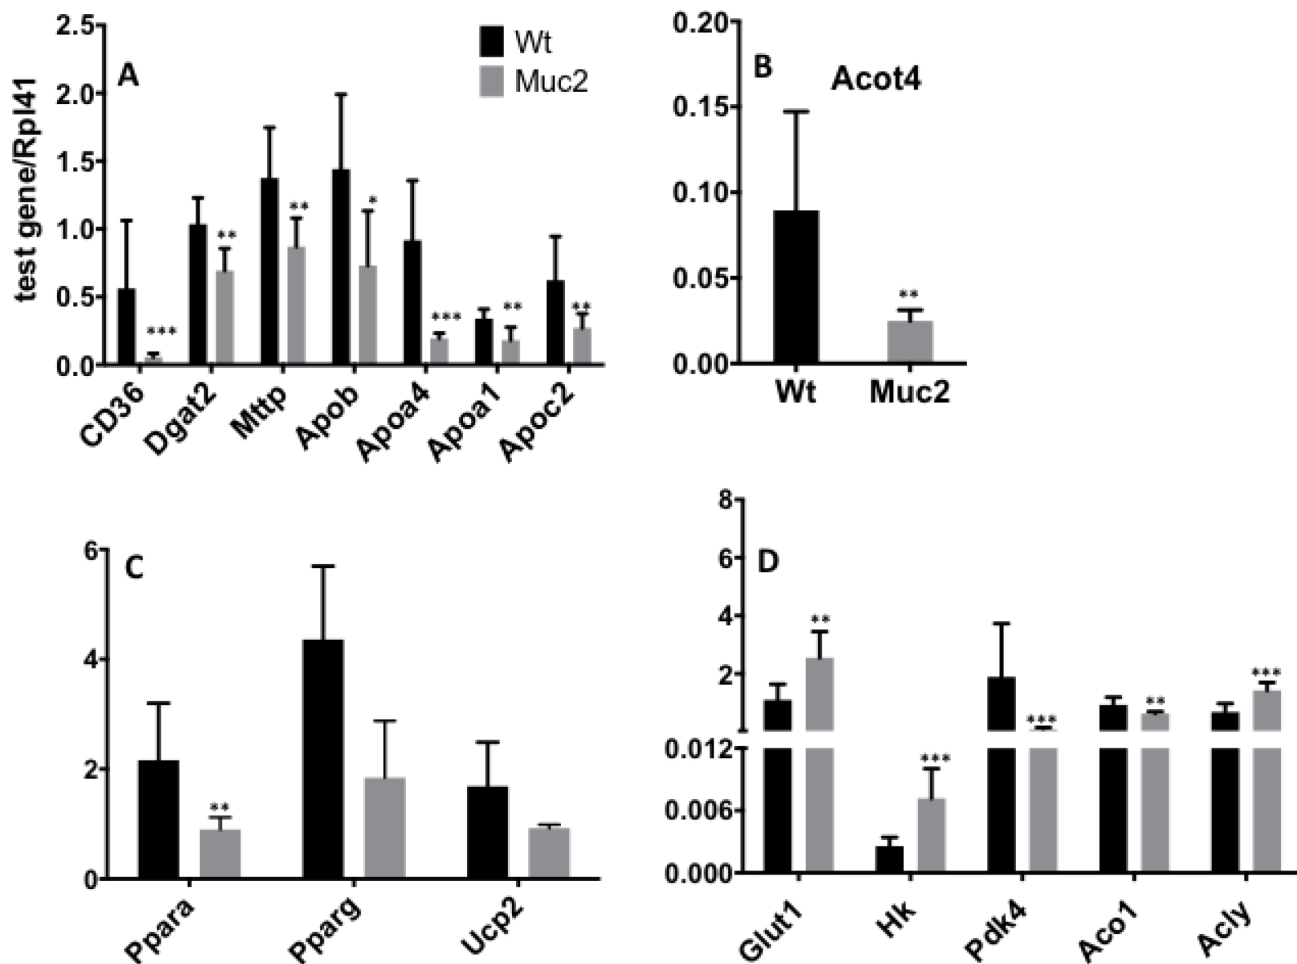 2.5
2.0
1.5
1.0
0.5
0.0
test gene/Rpl41
A
Wt
Muc2
***
**
**
*
***
**
**
CD36
Dgat2
Mttp
Apob
Apoa4
Apoa1
Apoc2
0.20
0.15
0.10
0.05
0.00
B
Acot4
**
Wt
Muc2
6
4
2
0
C
**
Ppara
Pparg
Ucp2
8
6
4
2
0.012
0.006
0.000
D
**
***
***
**
***
Glut1
Hk
Pdk4
Aco1
Acly